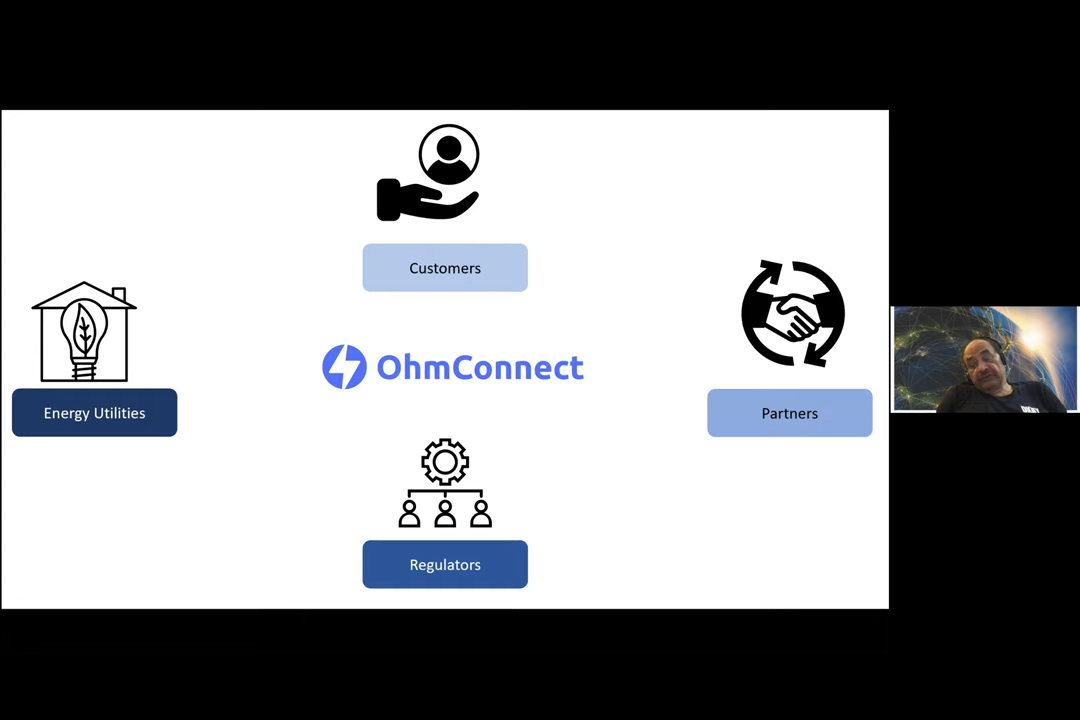 Customers
Energy Utilities
OhmConnect
Partners
Regulators